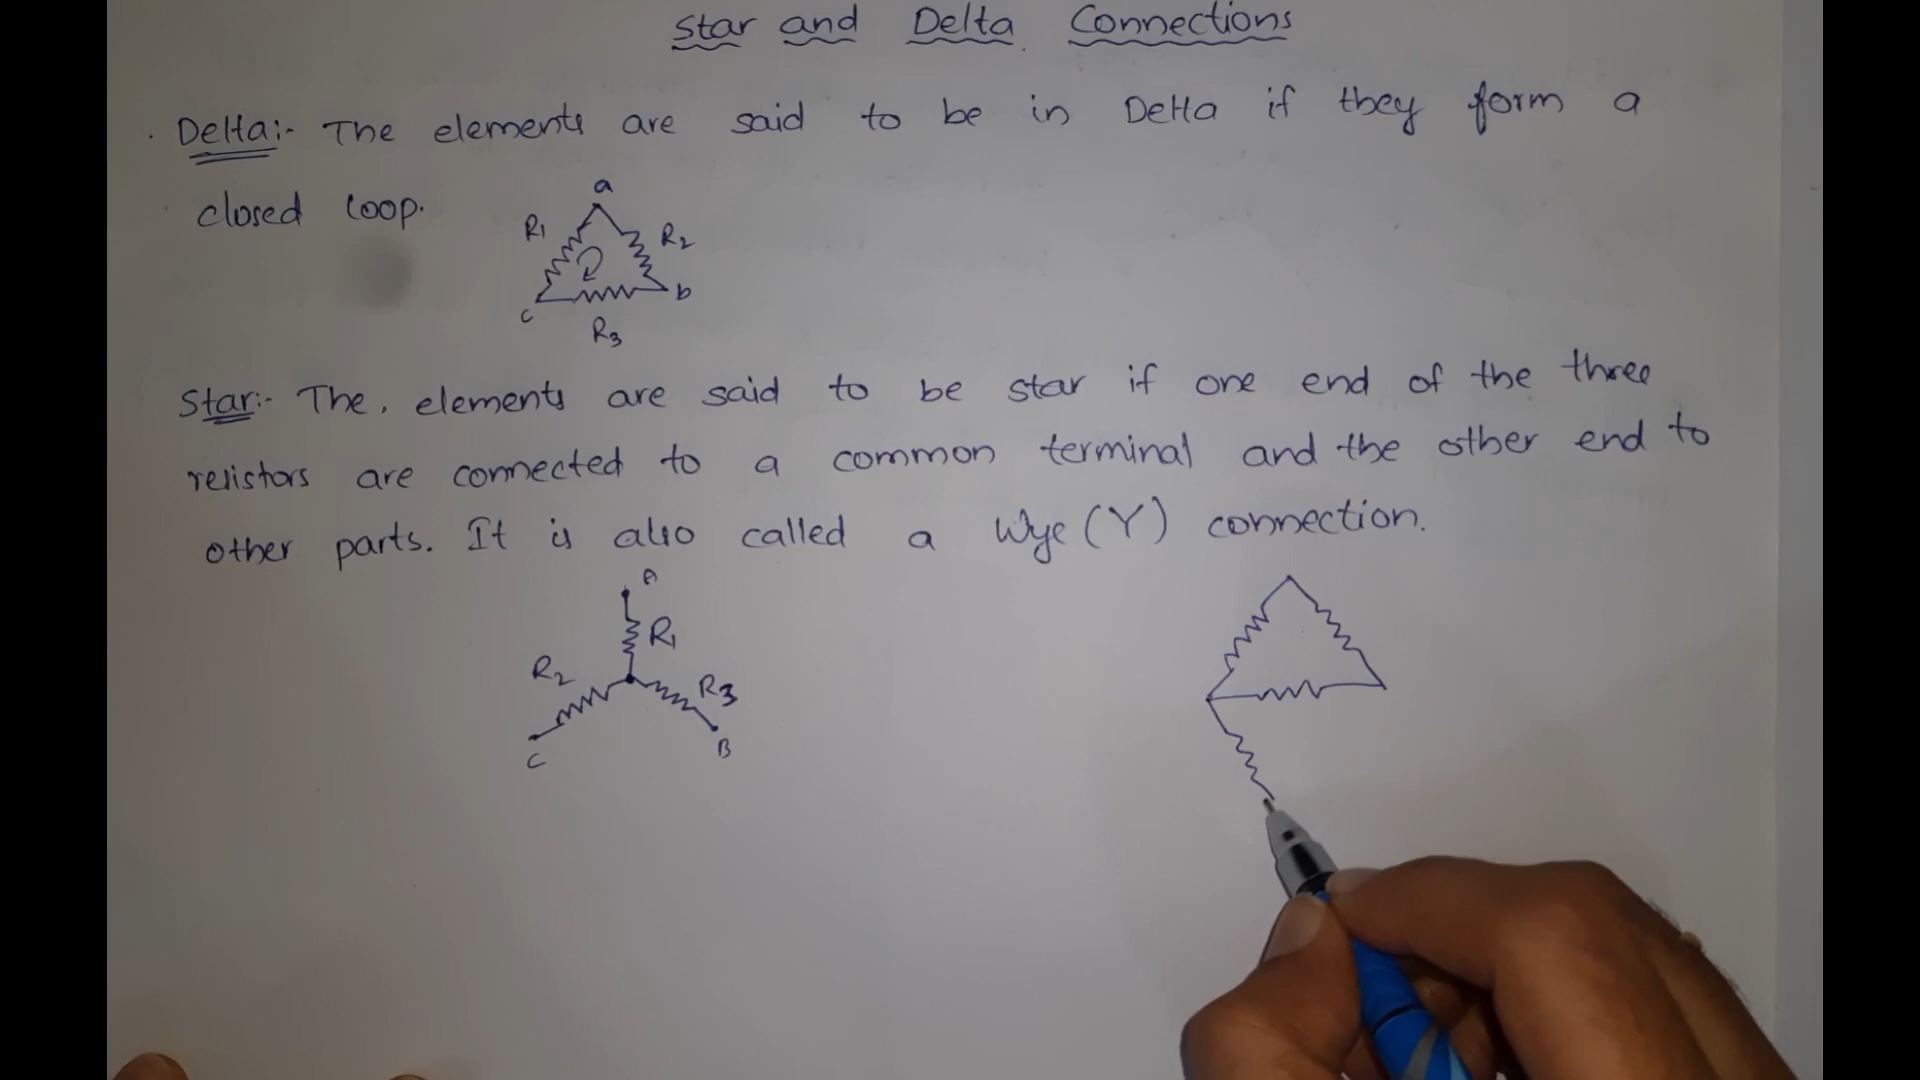 Star and Delta Connections
Delta:- The elements are said to be in Delta if they form a
closed loop.
a
R1
R2
c
b
R3
Star:- The. elements are said to be star if one end of the three
resistors are connected to a common terminal and the other end to
other parts. It is also called a Wye (Y) connection.
A
R1
R2
R3
B
C